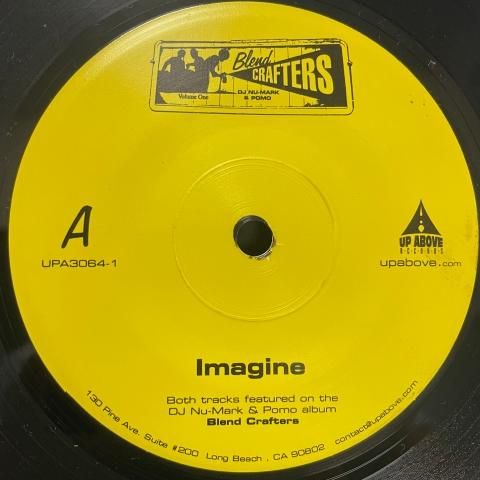 Blend
CRAFTERS
Volume One
DJ NU-MARK
& POMO
A
UPA3064-1
UP ABOVE
RECORDS
upabove.com
Imagine
Both tracks featured on the
DJ Nu-Mark & Pomo album
Blend Crafters
130 Pine Ave. Suite #200 Long Beach , CA 90802 contact@upabove.com